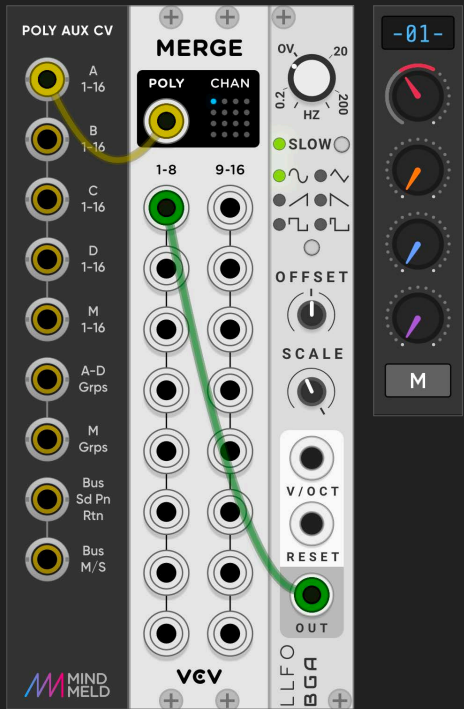 POLY AUX CV
A
1-16
B
1-16
C
1-16
D
1-16
M
1-16
A-D
Grps
M
Grps
Bus
Sd Pn
Rtn
Bus
M/S
MIND
MELD
MERGE
POLY
CHAN
1-8
9-16
VCV
0V
20
0.2
HZ
200
SLOW
OFFSET
SCALE
V/OCT
RESET
OUT
LLFO
BGA
-01-
M